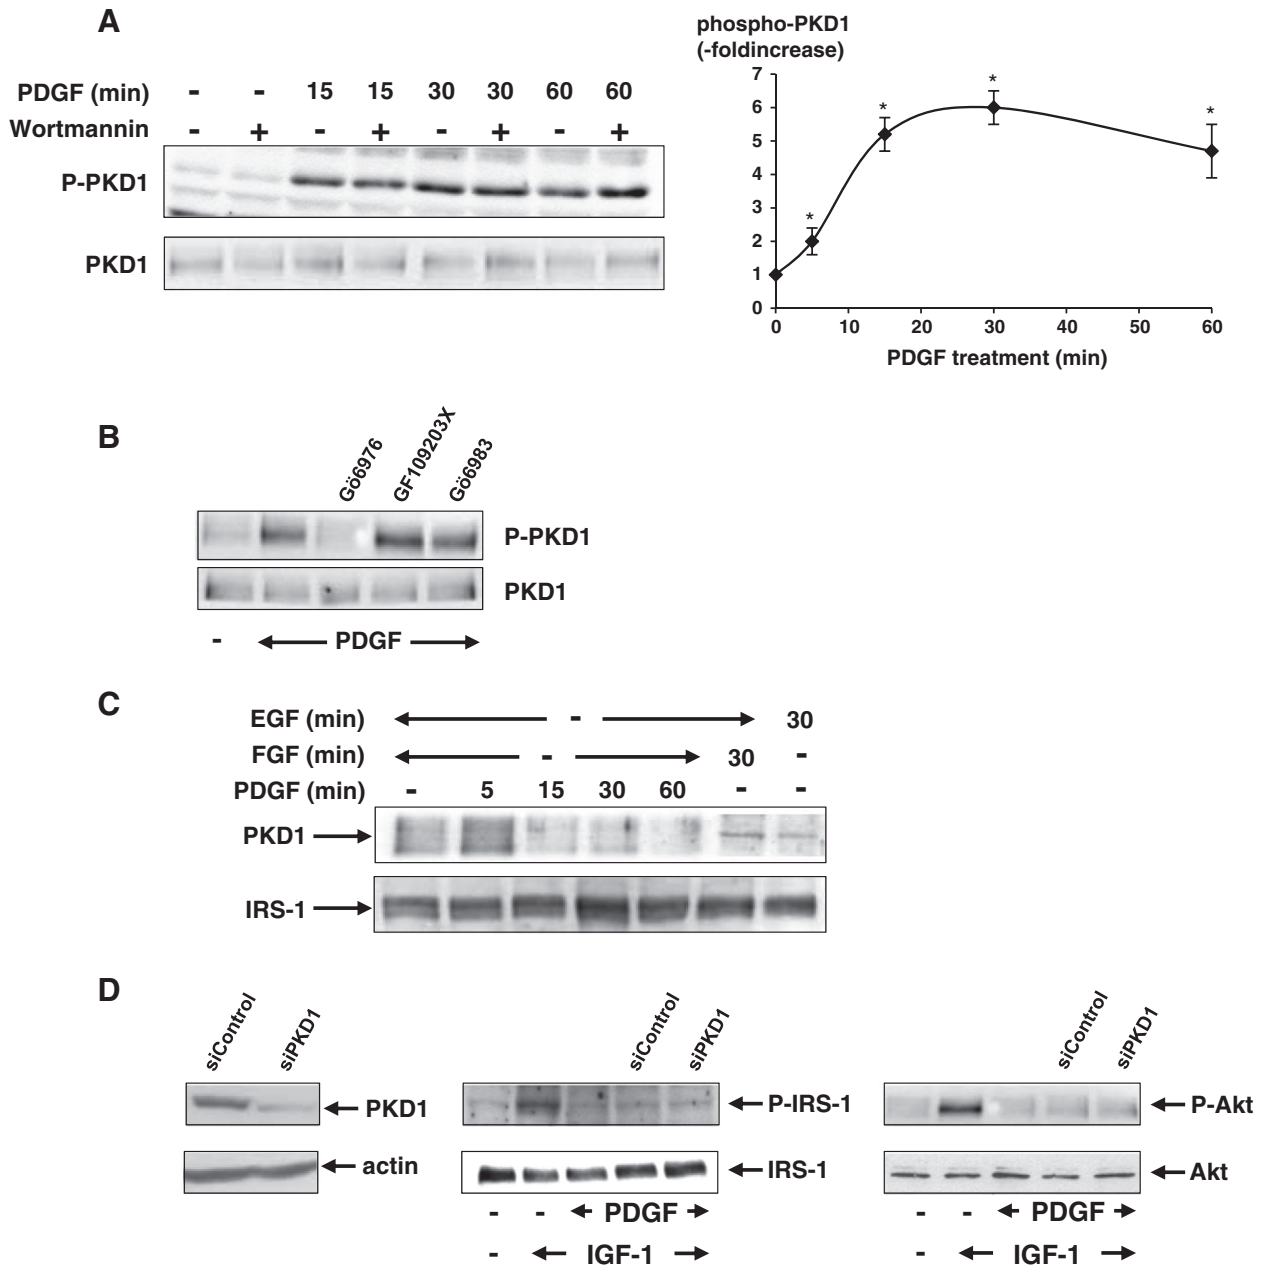 A
PDGF (min) - - 15 15 30 30 60 60
Wortmannin - + - + - + - +
P-PKD1
PKD1
phospho-PKD1
(-foldincrease)
7
6
5
4
3
2
1
0
* * * *
0 10 20 30 40 50 60
PDGF treatment (min)
B
Gö6976 GF109203X Gö6983
P-PKD1
PKD1
- PDGF
C
EGF (min) - 30
FGF (min) - 30 -
PDGF (min) - 5 15 30 60 - -
PKD1
IRS-1
D
siControl siPKD1
PKD1
actin
siControl siPKD1
P-IRS-1
IRS-1
- - PDGF
- IGF-1
siControl siPKD1
P-Akt
Akt
- - PDGF
- IGF-1